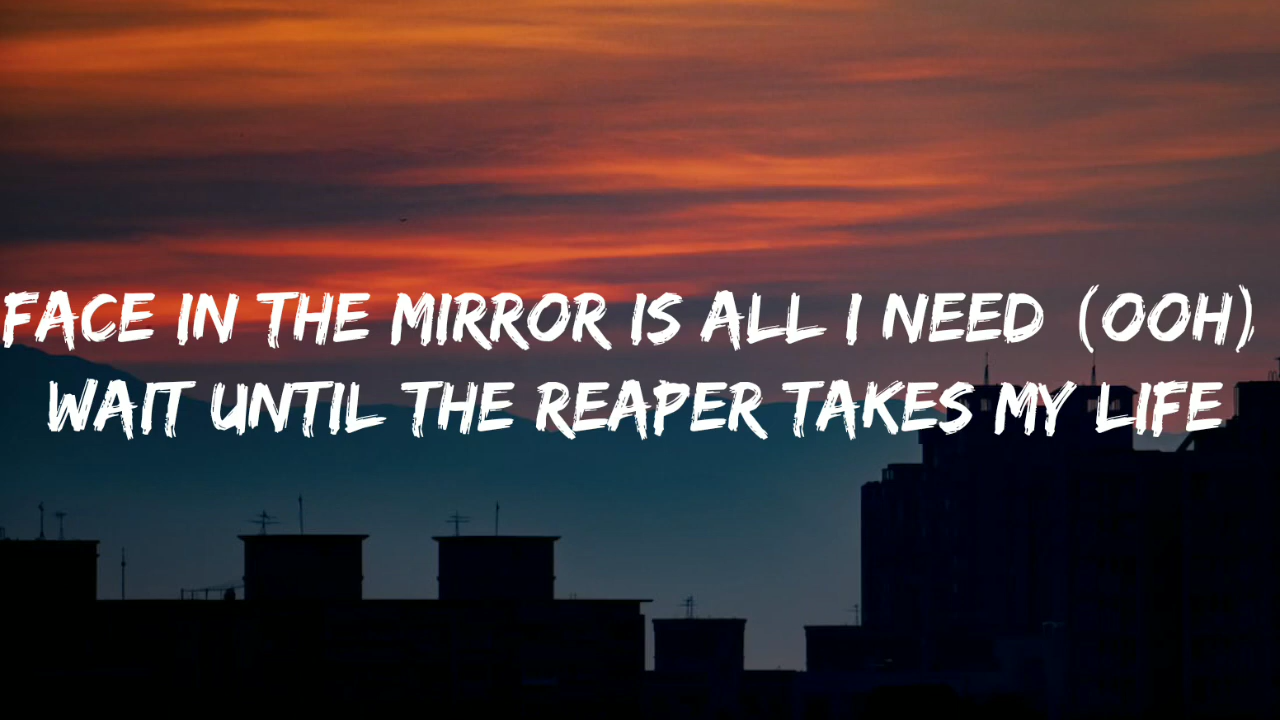 FACE IN THE MIRROR IS ALL I NEED (OOH)
WAIT UNTIL THE REAPER TAKES MY LIFE